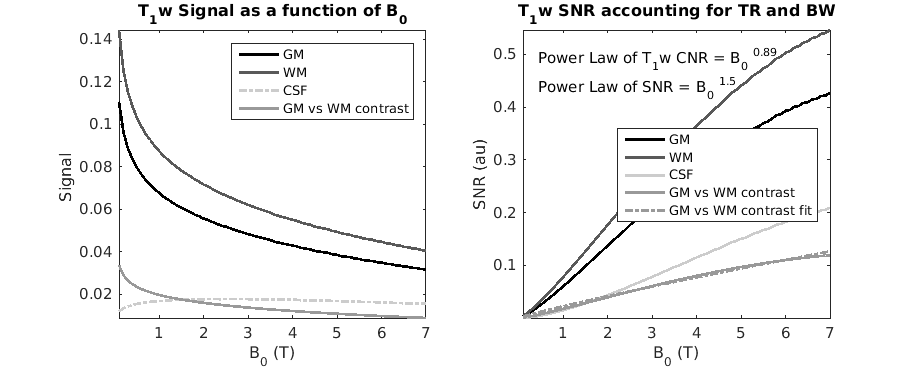 T1w Signal as a function of B0
0.14
0.12
0.1
0.08
0.06
0.04
0.02
Signal
GM
WM
CSF
GM vs WM contrast
1 2 3 4 5 6 7
B0 (T)
T1w SNR accounting for TR and BW
Power Law of T1w CNR = B0 0.89
Power Law of SNR = B0 1.5
0.5
0.4
0.3
0.2
0.1
SNR (au)
GM
WM
CSF
GM vs WM contrast
GM vs WM contrast fit
1 2 3 4 5 6 7
B0 (T)